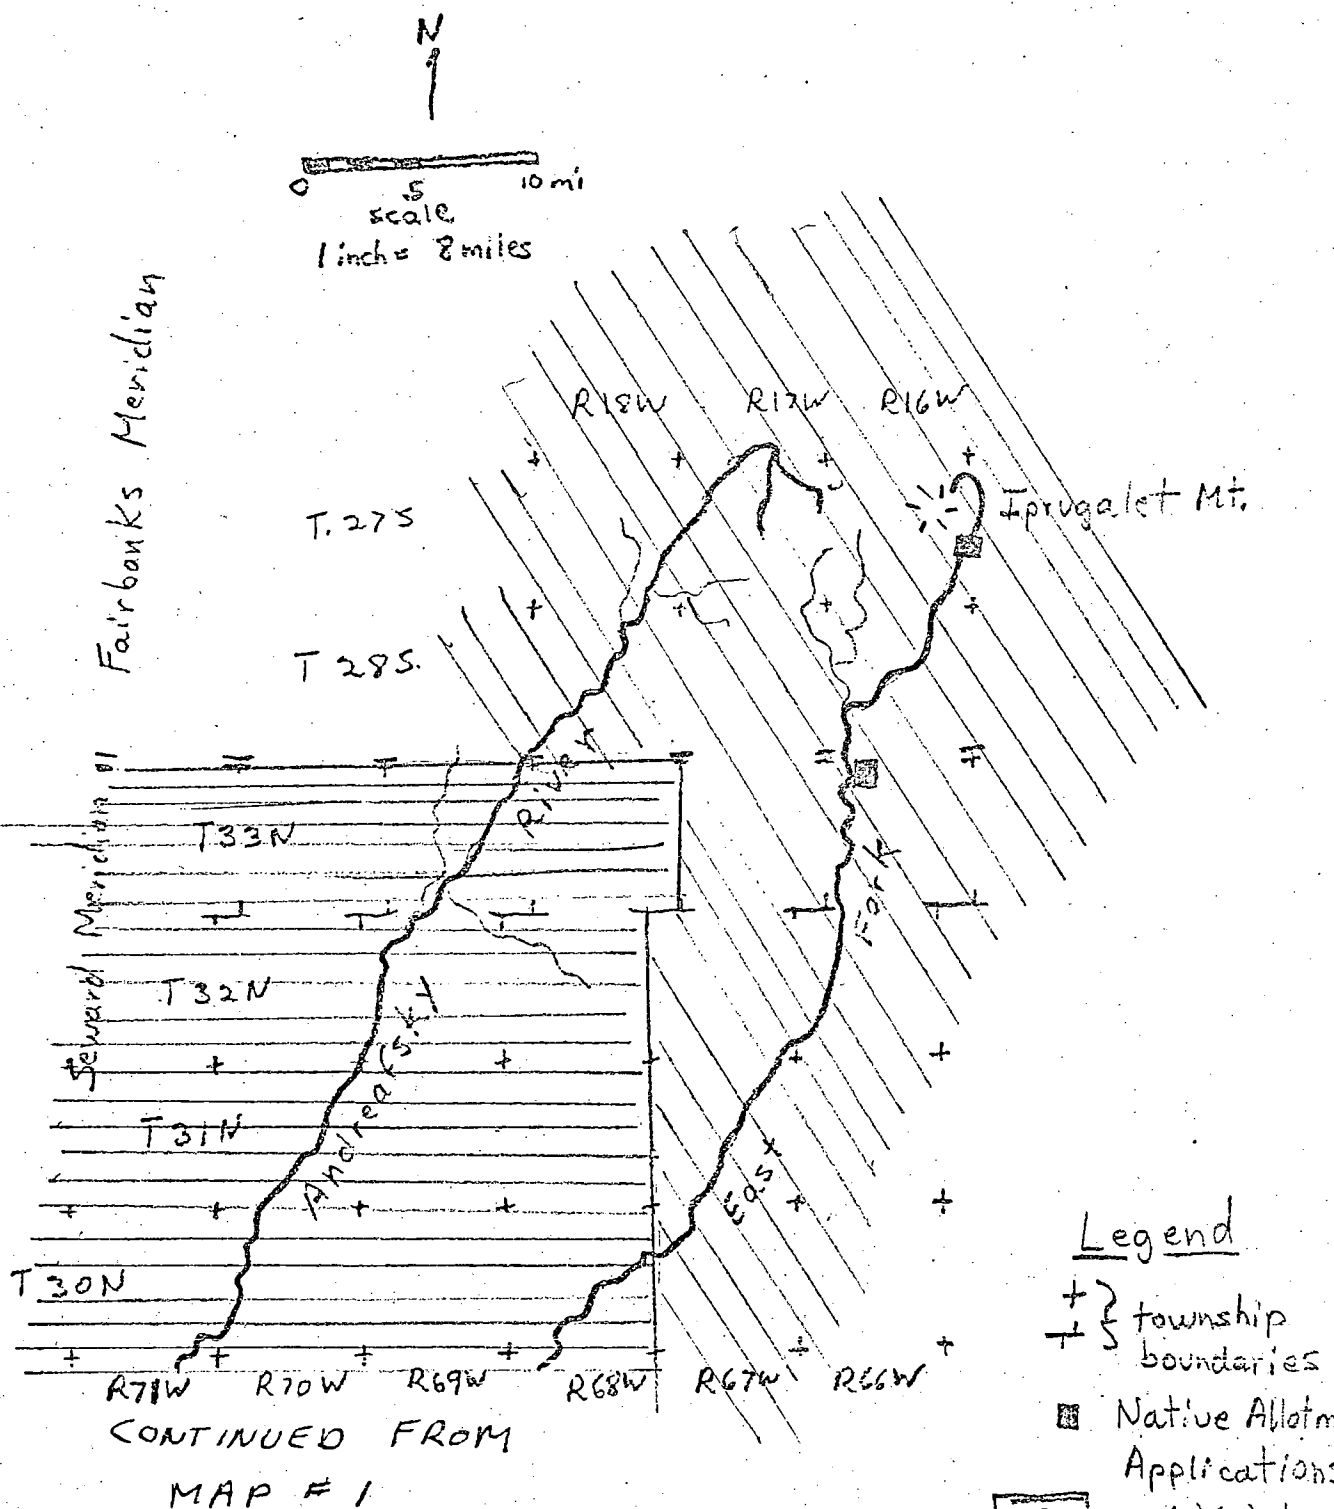 N
0 5 10 mi
scale
1 inch = 8 miles
Fairbanks Meridian
R18W R17W R16W
T. 27S
Iprugalet Mt.
T 28S.
River
T33N
Seward Meridian
Fork
T32N
Andreafsky
T31N
East
T30N
R71W R70W R69W R68W R67W R66W
CONTINUED FROM
MAP # 1
Legend
township
boundaries
Native Allotm
Applications